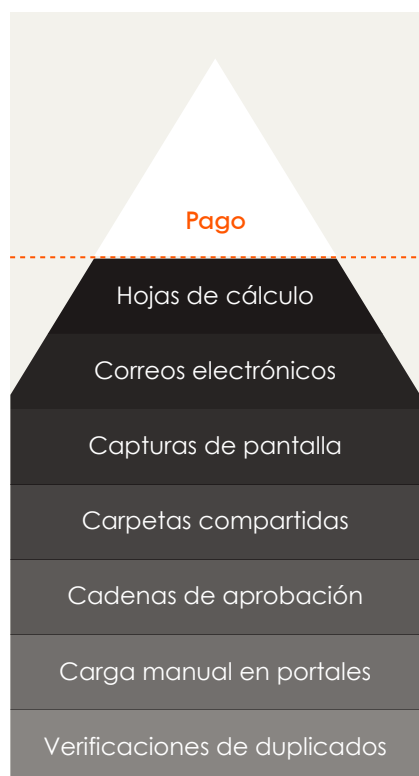 Pago
Hojas de cálculo
Correos electrónicos
Capturas de pantalla
Carpetas compartidas
Cadenas de aprobación
Carga manual en portales
Verificaciones de duplicados